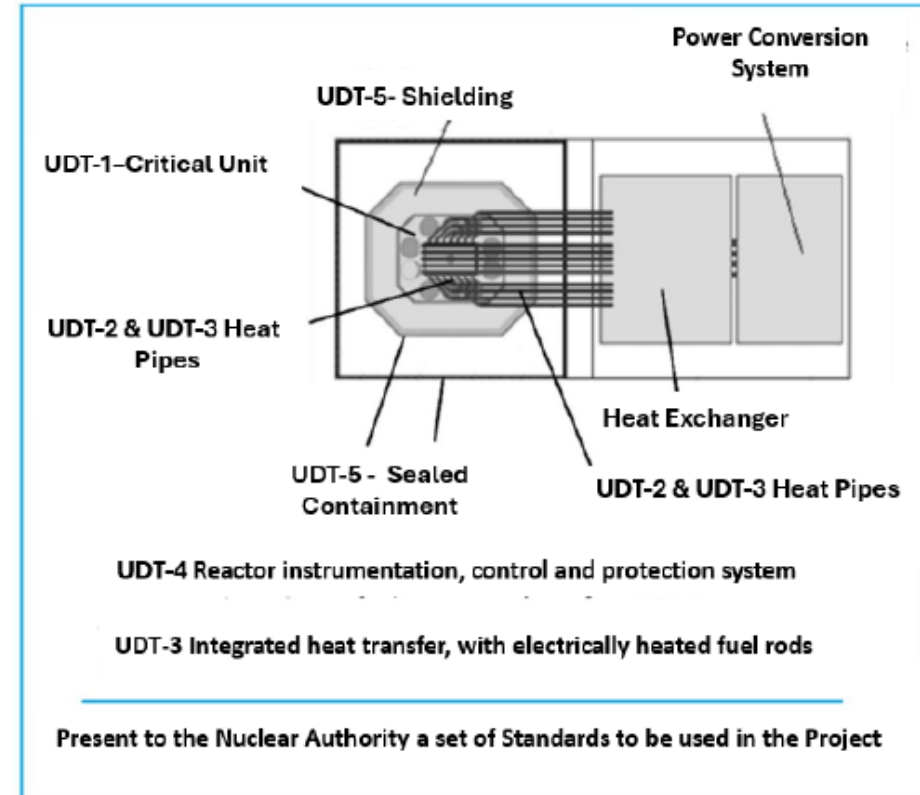 Power Conversion
System
UDT-5- Shielding
UDT-1–Critical Unit
UDT-2 & UDT-3 Heat
Pipes
Heat Exchanger
UDT-5 - Sealed
Containment
UDT-2 & UDT-3 Heat Pipes
UDT-4 Reactor instrumentation, control and protection system
UDT-3 Integrated heat transfer, with electrically heated fuel rods
Present to the Nuclear Authority a set of Standards to be used in the Project